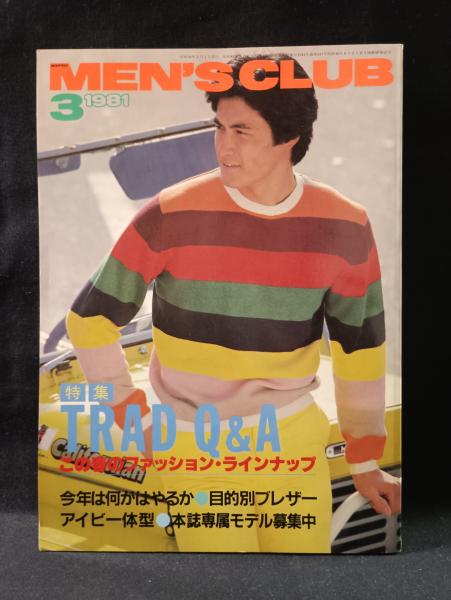 MEN'S CLUB
3 1981
特集
TRAD Q&A
Californian
この春のファッション・ラインナップ
今年は何がはやるか●目的別ブレザー
アイビー体型●本誌専属モデル募集中